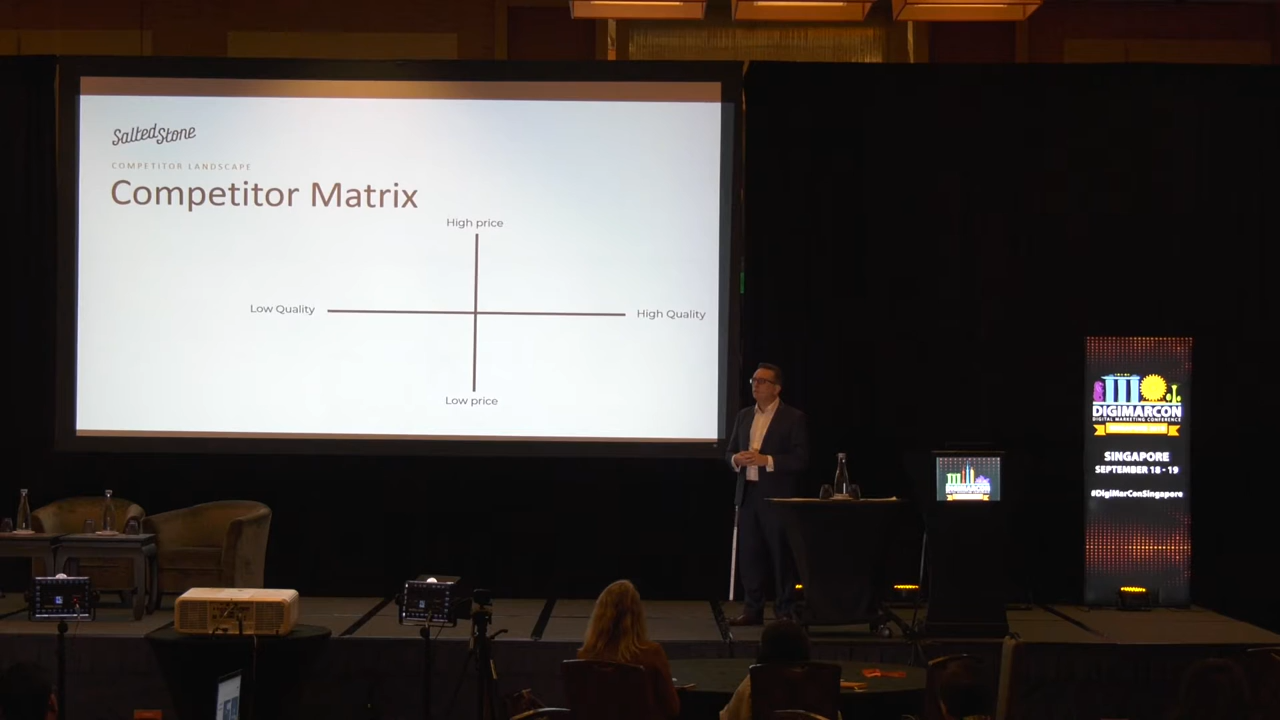 SaltedStone
COMPETITOR LANDSCAPE
Competitor Matrix
High price
Low Quality
High Quality
Low price
DIGIMARCON
DIGITAL MARKETING CONFERENCE
SINGAPORE
SEPTEMBER 18 - 19
#DigiMarConSingapore